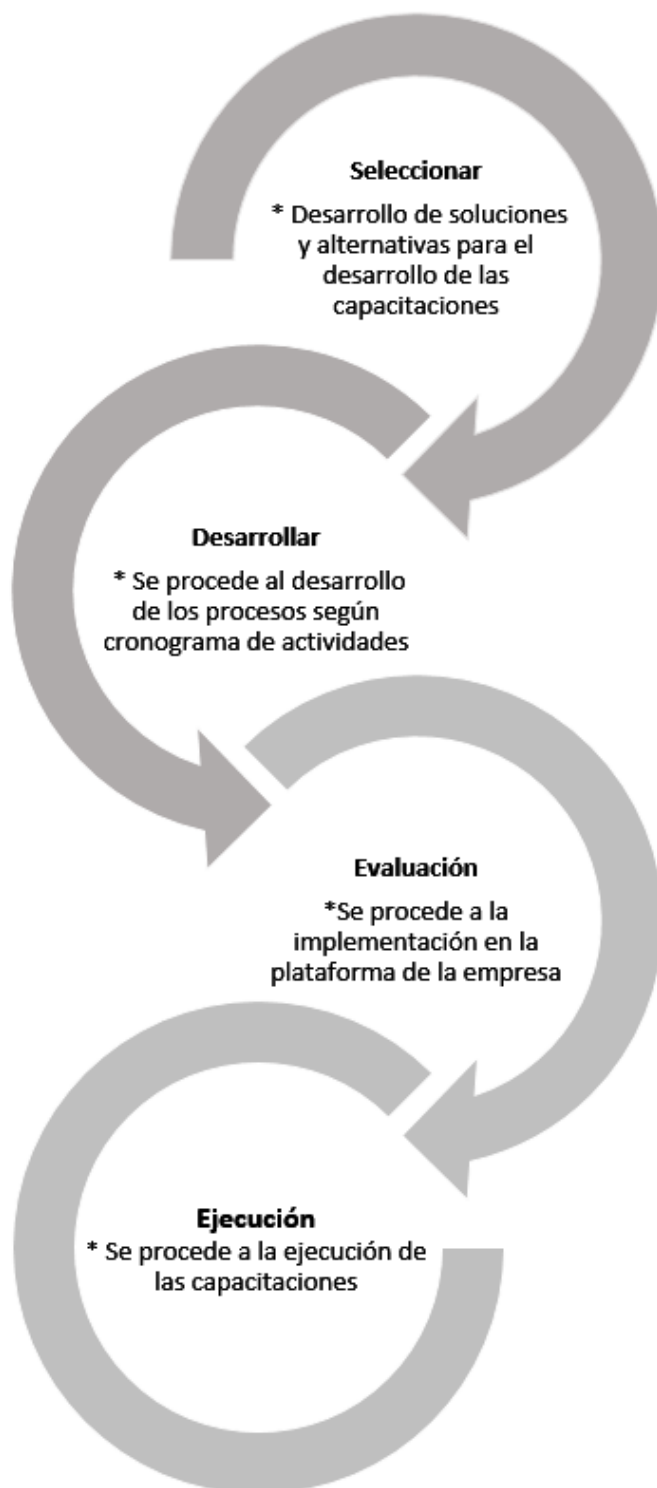 Seleccionar
* Desarrollo de soluciones
y alternativas para el
desarrollo de las
capacitaciones
Desarrollar
* Se procede al desarrollo
de los procesos según
cronograma de actividades
Evaluación
*Se procede a la
implementación en la
plataforma de la empresa
Ejecución
* Se procede a la ejecución de
las capacitaciones